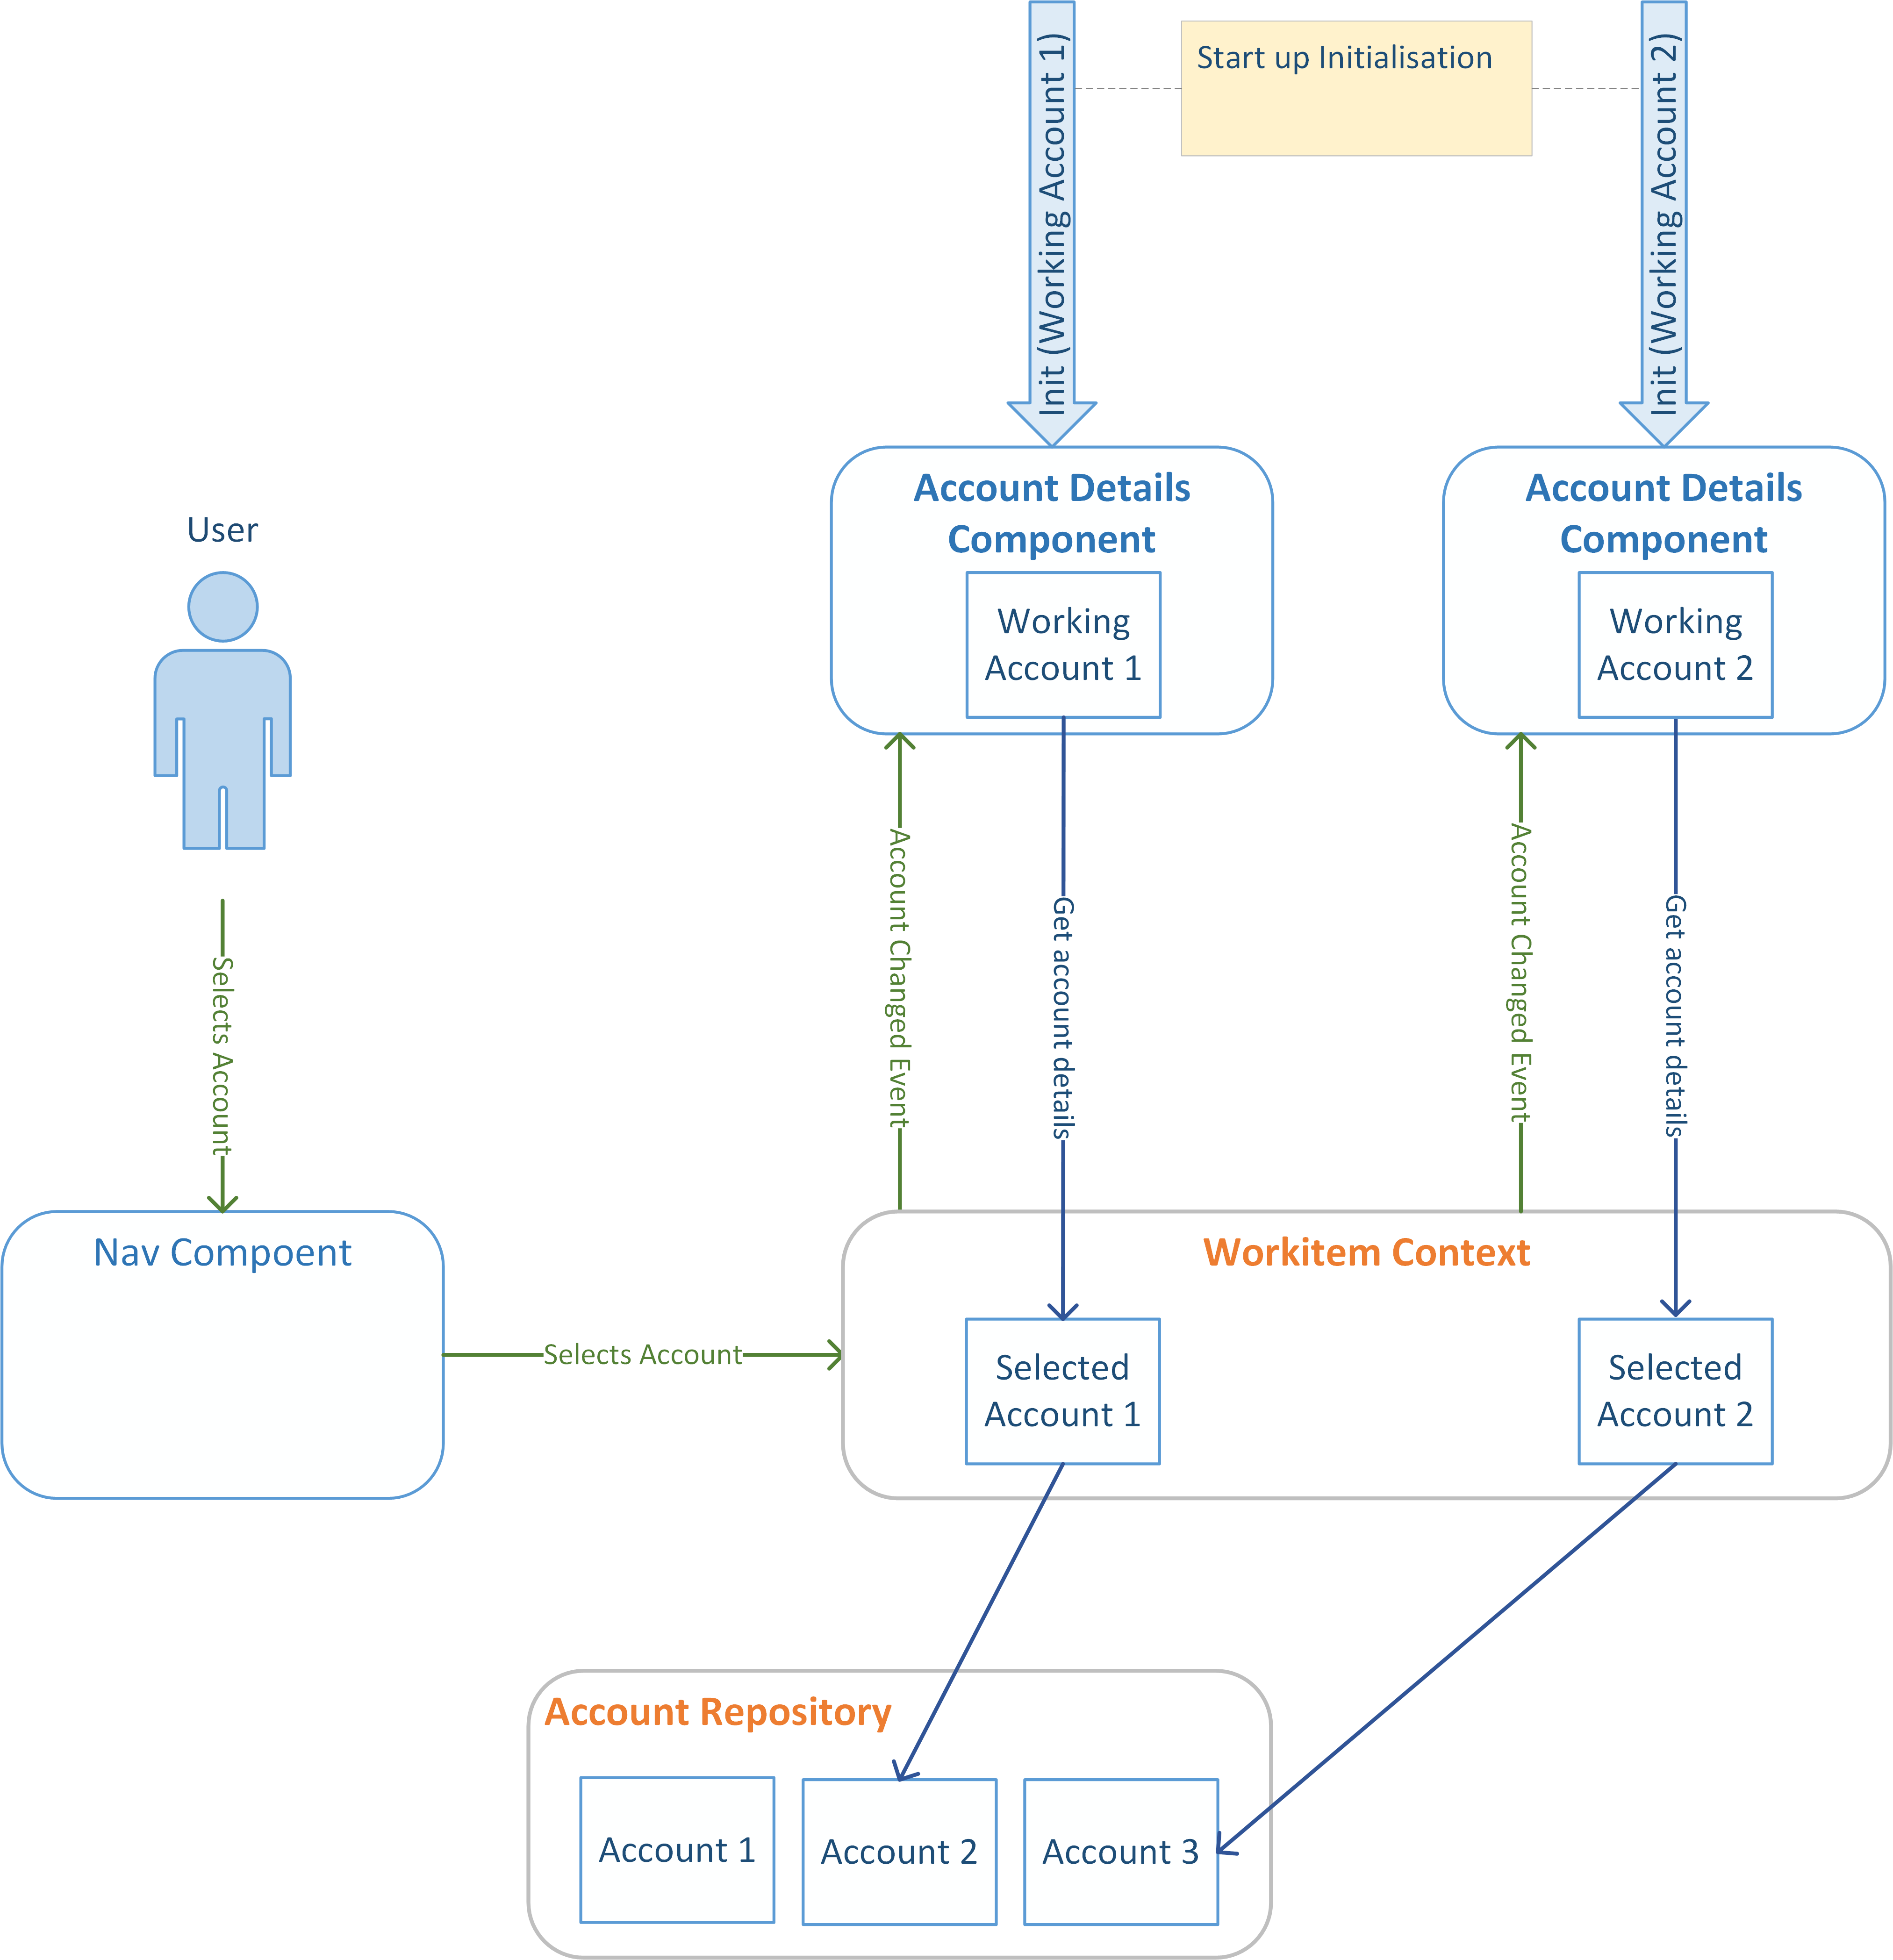 Init (Working Account 1)
Start up Initialisation
Init (Working Account 2)
Account Details
Component
Working
Account 1
Account Details
Component
Working
Account 2
User
Selects Account
Account Changed Event
Get account details
Account Changed Event
Get account details
Nav Compoent
Selects Account
Workitem Context
Selected
Account 1
Selected
Account 2
Account Repository
Account 1
Account 2
Account 3